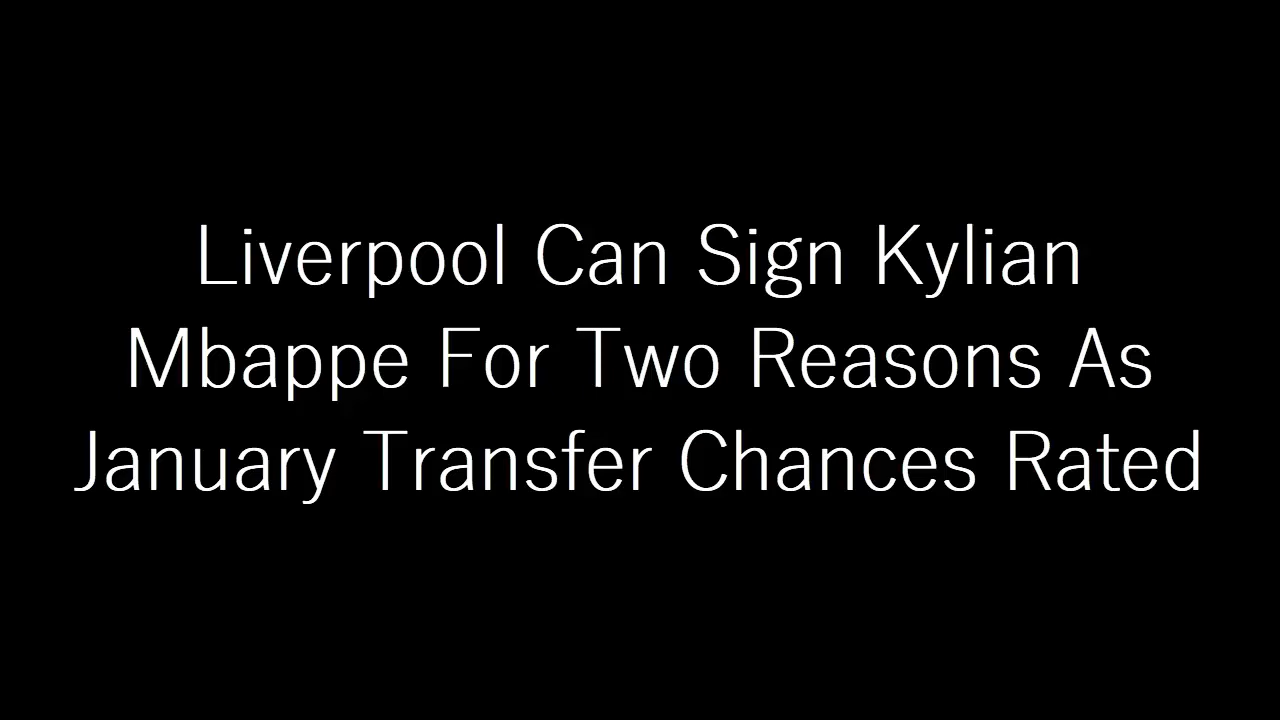 Liverpool Can Sign Kylian
Mbappe For Two Reasons As
January Transfer Chances Rated